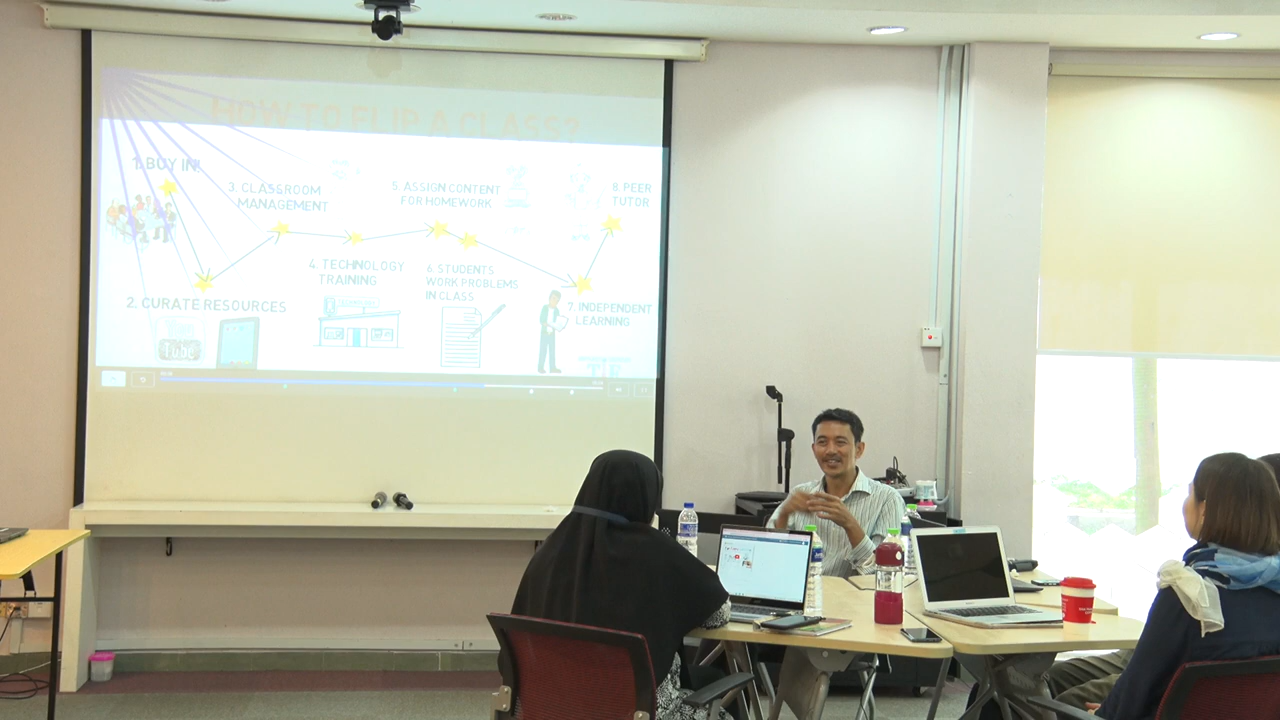 HOW TO FLIP A CLASS?
1. BUY IN!
3. CLASSROOM
MANAGEMENT
5. ASSIGN CONTENT
FOR HOMEWORK
8. PEER
TUTOR
4. TECHNOLOGY
TRAINING
6. STUDENTS
WORK PROBLEMS
IN CLASS
2. CURATE RESOURCES
7. INDEPENDENT
LEARNING
Tube